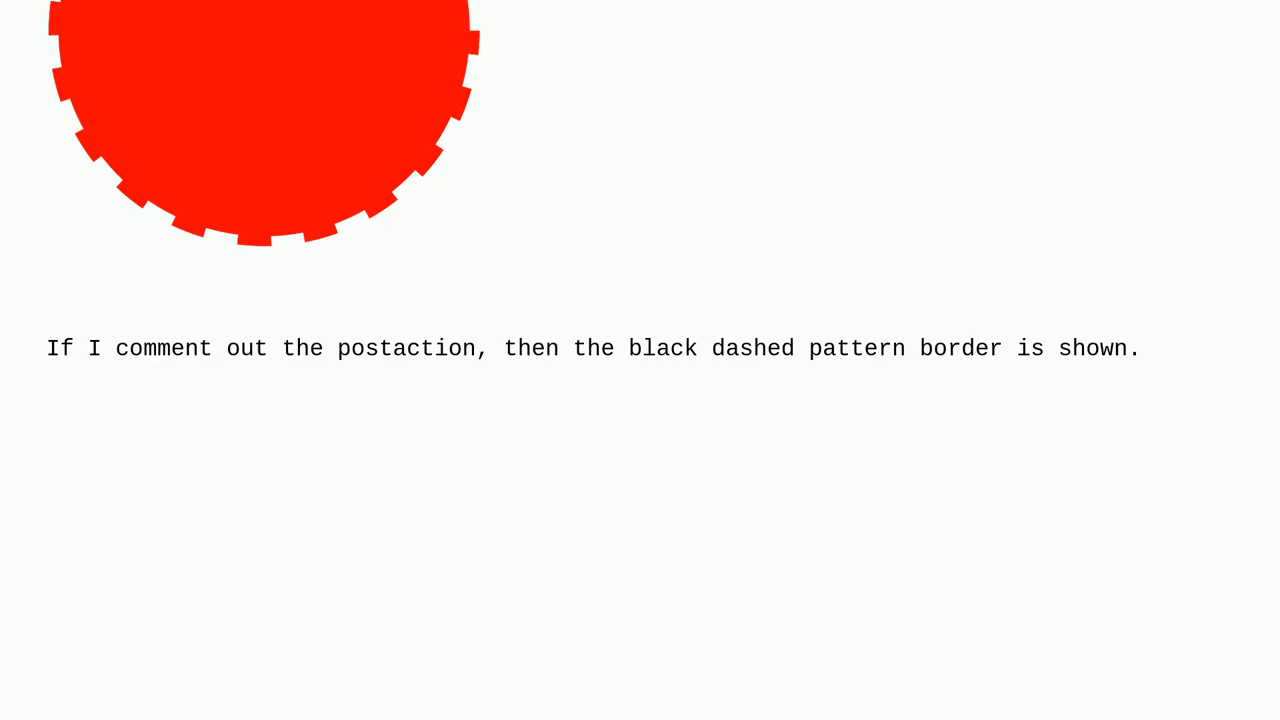 If I comment out the postaction, then the black dashed pattern border is shown.